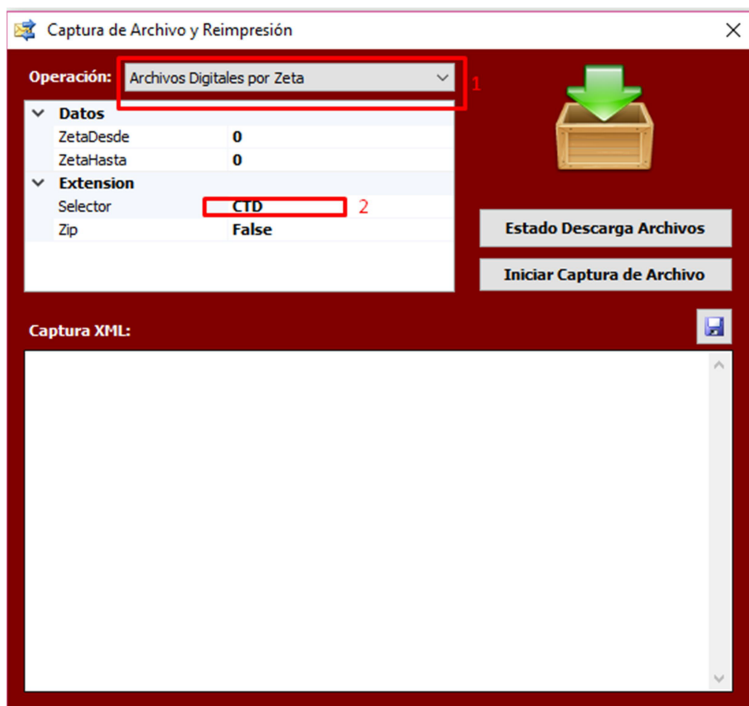 Captura de Archivo y Reimpresión
Operación: Archivos Digitales por Zeta 1
Datos
ZetaDesde 0
ZetaHasta 0
Extension
Selector CTD 2
Zip False
Estado Descarga Archivos
Iniciar Captura de Archivo
Captura XML: